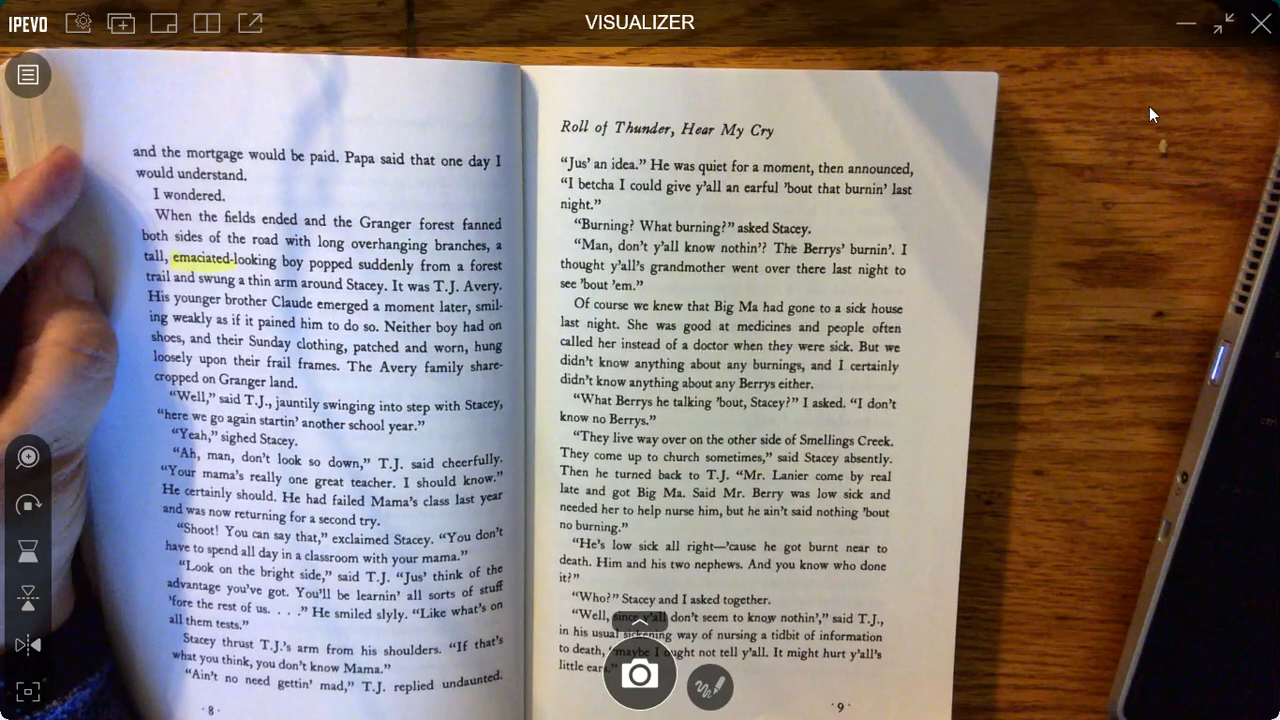 IPEVO
VISUALIZER
and the mortgage would be paid. Papa said that one day I
would understand.
I wondered.
When the fields ended and the Granger forest fanned
both sides of the road with long overhanging branches, a
tall, emaciated-looking boy popped suddenly from a forest
trail and swung a thin arm around Stacey. It was T.J. Avery.
His younger brother Claude emerged a moment later, smil-
ing weakly as if it pained him to do so. Neither boy had on
shoes, and their Sunday clothing, patched and worn, hung
loosely upon their frail frames. The Avery family share-
cropped on Granger land.
“Well,” said T.J., jauntily swinging into step with Stacey,
“here we go again startin’ another school year.”
“Yeah,” sighed Stacey.
“Ah, man, don’t look so down,” T.J. said cheerfully.
“Your mama’s really one great teacher. I should know.”
He certainly should. He had failed Mama’s class last year
and was now returning for a second try.
“Shoot! You can say that,” exclaimed Stacey. “You don’t
have to spend all day in a classroom with your mama.”
“Look on the bright side,” said T.J. “Jus’ think of the
advantage you’ve got. You’ll be learnin’ all sorts of stuff
’fore the rest of us. . . .” He smiled slyly. “Like what’s on
all them tests.”
Stacey thrust T.J.’s arm from his shoulders. “If that’s
what you think, you don’t know Mama.”
“Ain’t no need gettin’ mad,” T.J. replied undaunted.
· 8 ·
Roll of Thunder, Hear My Cry
“Jus’ an idea.” He was quiet for a moment, then announced,
“I betcha I could give y’all an earful ’bout that burnin’ last
night.”
“Burning? What burning?” asked Stacey.
“Man, don’t y’all know nothin’? The Berrys’ burnin’. I
thought y’all’s grandmother went over there last night to
see ’bout ’em.”
Of course we knew that Big Ma had gone to a sick house
last night. She was good at medicines and people often
called her instead of a doctor when they were sick. But we
didn’t know anything about any burnings, and I certainly
didn’t know anything about any Berrys either.
“What Berrys he talking ’bout, Stacey?” I asked. “I don’t
know no Berrys.”
“They live way over on the other side of Smellings Creek.
They come up to church sometimes,” said Stacey absently.
Then he turned back to T.J. “Mr. Lanier come by real
late and got Big Ma. Said Mr. Berry was low sick and
needed her to help nurse him, but he ain’t said nothing ’bout
no burning.”
“He’s low sick all right—’cause he got burnt near to
death. Him and his two nephews. And you know who done
it?”
“Who?” Stacey and I asked together.
“Well, since y’all don’t seem to know nothin’,” said T.J.,
in his usual sickening way of nursing a tidbit of information
to death, “maybe I ought not tell y’all. It might hurt y’all’s
little ears.”
· 9 ·